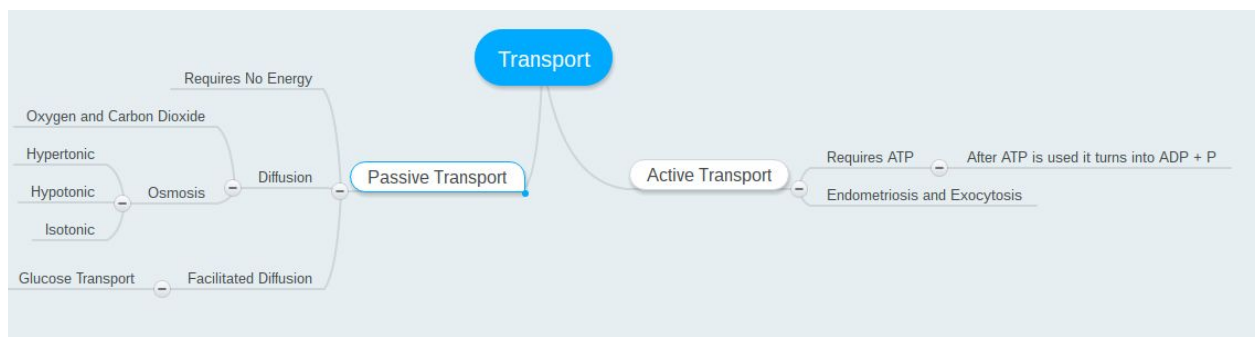 Transport
Requires No Energy
Oxygen and Carbon Dioxide
Hypertonic
Hypotonic
Isotonic
Osmosis
Diffusion
Passive Transport
Glucose Transport
Facilitated Diffusion
Active Transport
Requires ATP
After ATP is used it turns into ADP + P
Endometriosis and Exocytosis